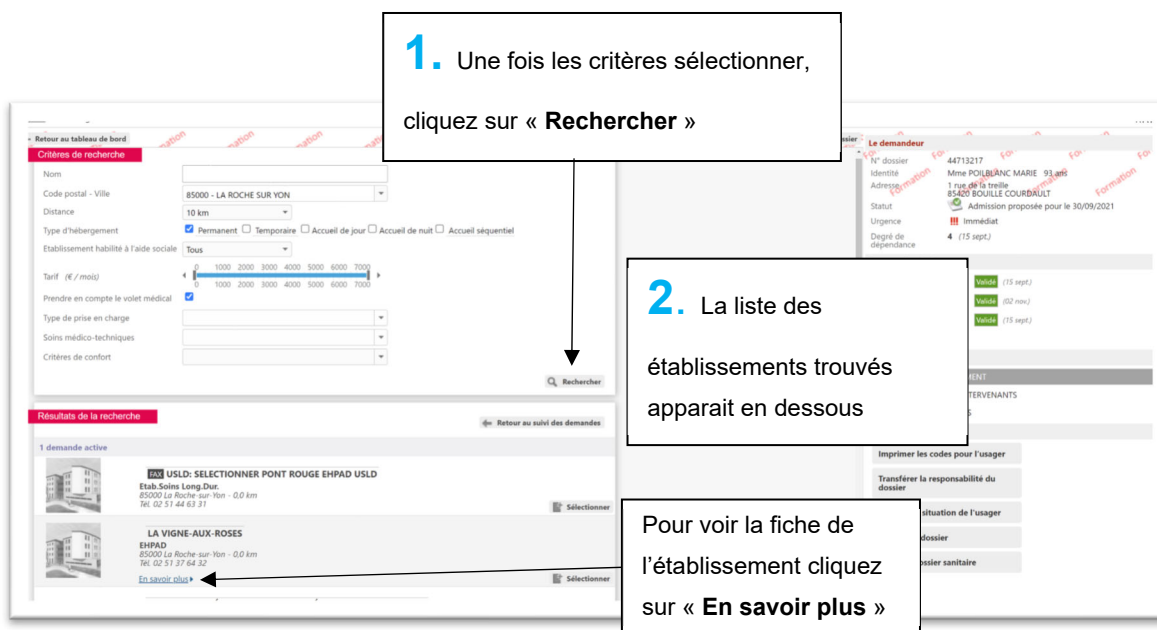 1. Une fois les critères sélectionner,
cliquez sur « Rechercher »
Retour au tableau de bord
Critères de recherche
Nom
Code postal - Ville
85000 - LA ROCHE SUR YON
Distance
10 km
Type d'hébergement
Permanent
Temporaire
Accueil de jour
Accueil de nuit
Accueil séquentiel
Etablissement habilité à l'aide sociale
Tous
Tarif (€ / mois)
0 1000 2000 3000 4000 5000 6000 7000
0 1000 2000 3000 4000 5000 6000 7000
Prendre en compte le volet médical
Type de prise en charge
Soins médico-techniques
Critères de confort
Rechercher
Résultats de la recherche
Retour au suivi des demandes
1 demande active
FAX USLD: SELECTIONNER PONT ROUGE EHPAD USLD
Etab.Soins Long.Dur.
85000 La Roche-sur-Yon - 0,0 km
Tél. 02 51 44 63 31
Sélectionner
LA VIGNE-AUX-ROSES
EHPAD
85000 La Roche-sur-Yon - 0,0 km
Tél. 02 51 37 64 32
En savoir plus
Sélectionner
Le demandeur
N° dossier 44713217
Identité Mme POILBLANC MARIE 93 ans
Adresse 1 rue de la treille
85420 BOUILLE COURDAULT
Statut Admission proposée pour le 30/09/2021
Urgence Immédiat
Degré de dépendance 4 (15 sept.)
Validé (15 sept.)
Validé (02 nov.)
Validé (15 sept.)
2. La liste des
établissements trouvés
apparait en dessous
Imprimer les codes pour l'usager
Transférer la responsabilité du
dossier
situation de l'usager
dossier
sanitaire
Pour voir la fiche de
l'établissement cliquez
sur « En savoir plus »
Formation